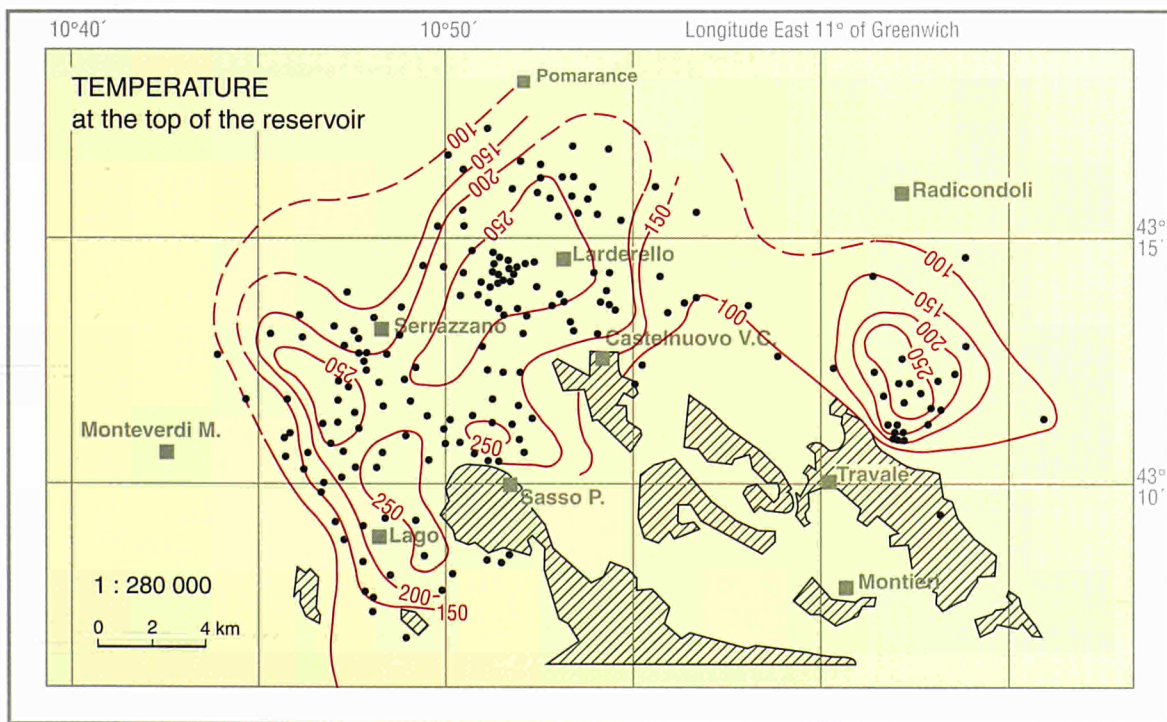 10°40´
10°50´
Longitude East 11° of Greenwich
TEMPERATURE
at the top of the reservoir
Pomarance
100
150
200
250
150
Radicondoli
43°
15´
Larderello
100
150
200
250
100
Serrazzano
Castelnuovo V.C.
250
Monteverdi M.
250
43°
10´
Travale
Sasso P.
250
Lago
Montieri
1 : 280 000
200
150
0 2 4 km